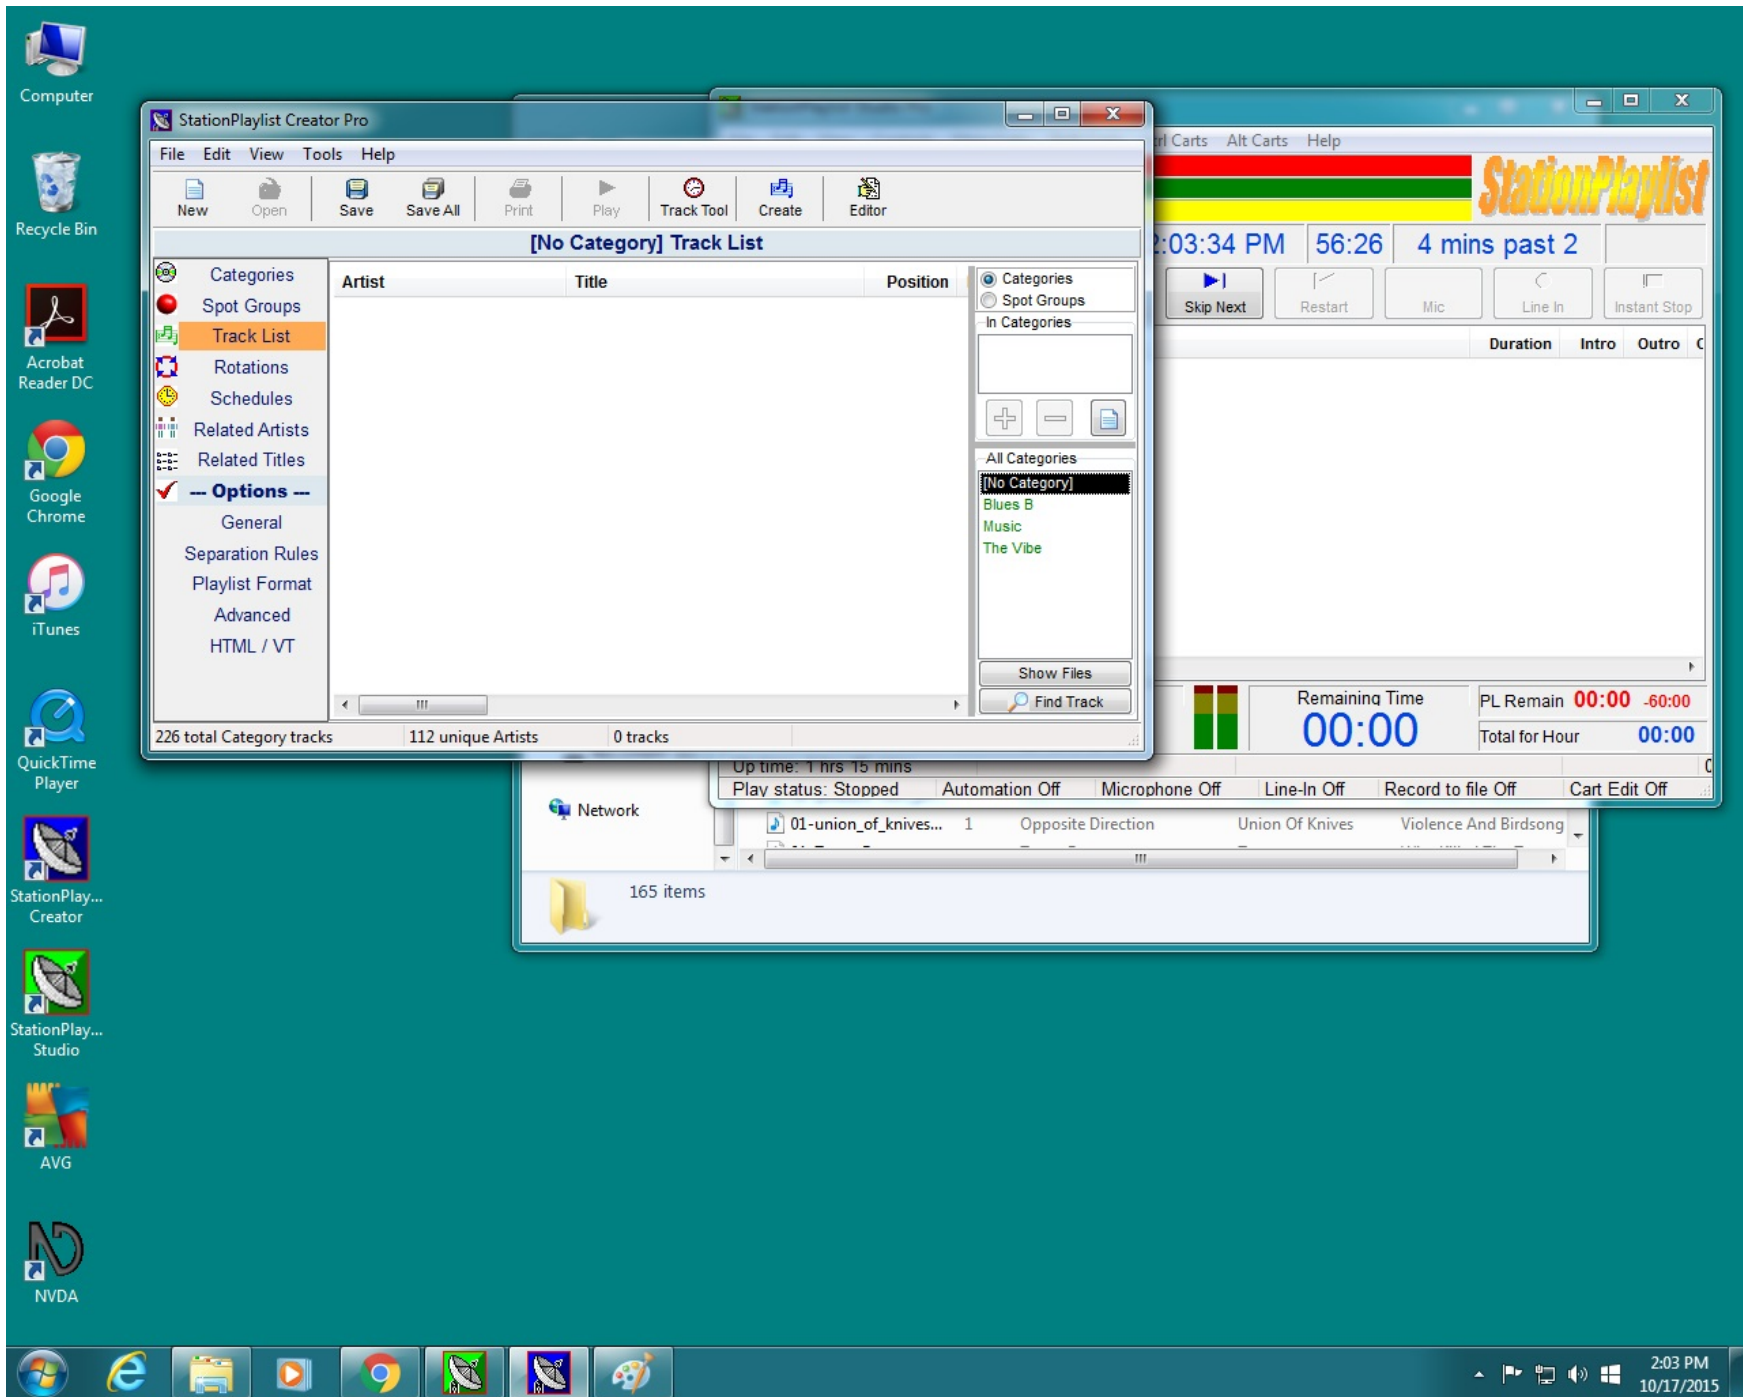 Computer
Recycle Bin
Acrobat
Reader DC
Google
Chrome
iTunes
QuickTime
Player
StationPlay...
Creator
StationPlay...
Studio
AVG
NVDA
StationPlaylist Creator Pro
File Edit View Tools Help
New Open Save Save All Print Play Track Tool Create Editor
[No Category] Track List
Categories
Spot Groups
Track List
Rotations
Schedules
Related Artists
Related Titles
--- Options ---
General
Separation Rules
Playlist Format
Advanced
HTML / VT
Artist Title Position
Categories
Spot Groups
In Categories
All Categories
[No Category]
Blues B
Music
The Vibe
Show Files
Find Track
226 total Category tracks 112 unique Artists 0 tracks
Alt Carts Help
StationPlaylist
2:03:34 PM 56:26 4 mins past 2
Skip Next Restart Mic Line In Instant Stop
Duration Intro Outro
Remaining Time
00:00
PL Remain 00:00 -60:00
Total for Hour 00:00
Up time: 1 hrs 15 mins
Play status: Stopped Automation Off Microphone Off Line-In Off Record to file Off Cart Edit Off
Network
01-union_of_knives... 1 Opposite Direction Union Of Knives Violence And Birdsong
165 items
2:03 PM
10/17/2015